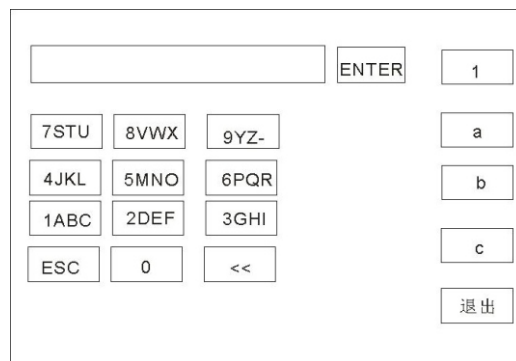 ENTER
1
7STU 8VWX 9YZ-
a
4JKL 5MNO 6PQR
b
1ABC 2DEF 3GHI
c
ESC 0 <<
退出